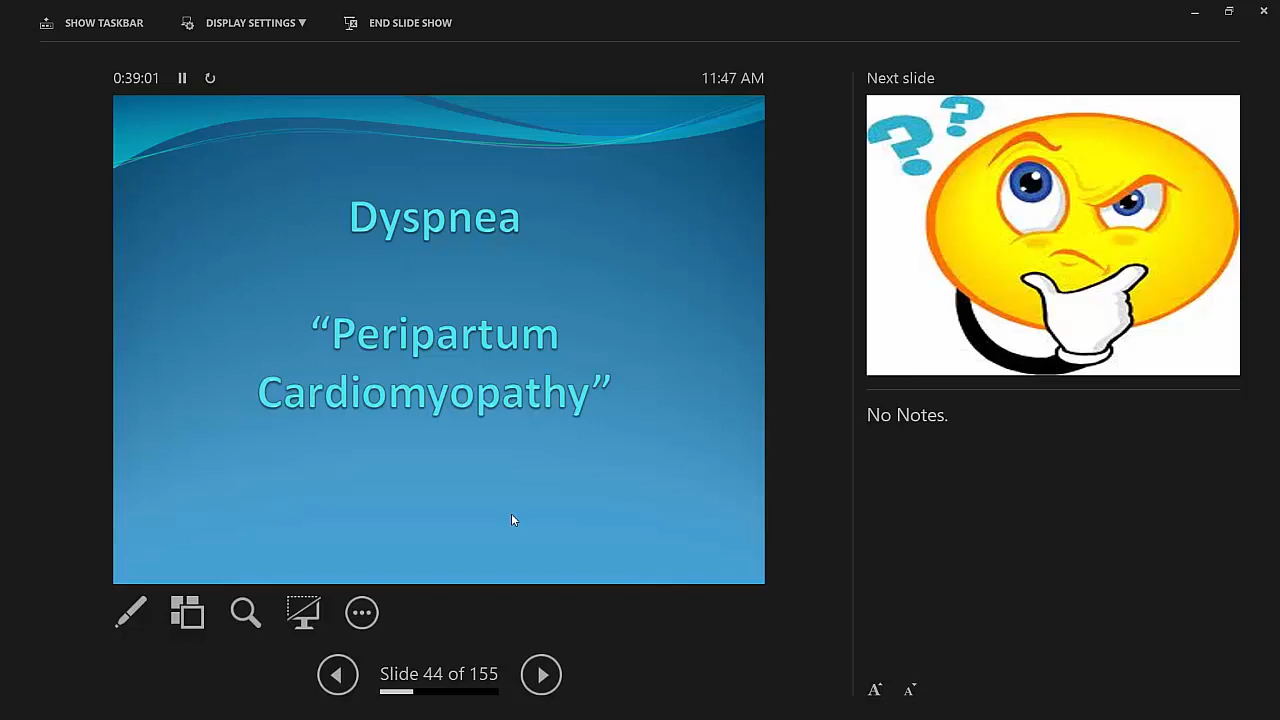 SHOW TASKBAR
DISPLAY SETTINGS ▼
END SLIDE SHOW
0:39:01
11:47 AM
Next slide
Dyspnea
“Peripartum
Cardiomyopathy”
? ?
No Notes.
Slide 44 of 155
A A